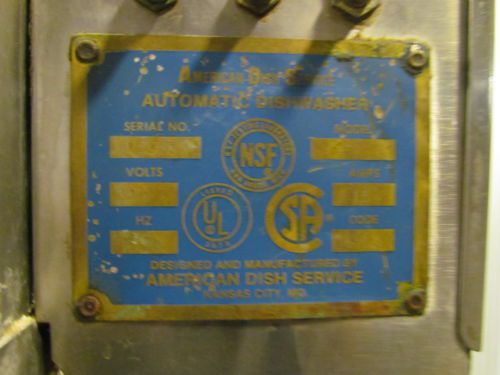 AMERICAN DISH SERVICE
AUTOMATIC DISHWASHER
SERIAL NO.
MODEL
NSF
VOLTS
AMPS
LISTED
UL
SA
HZ
CODE
DESIGNED AND MANUFACTURED BY
AMERICAN DISH SERVICE
KANSAS CITY, MO.